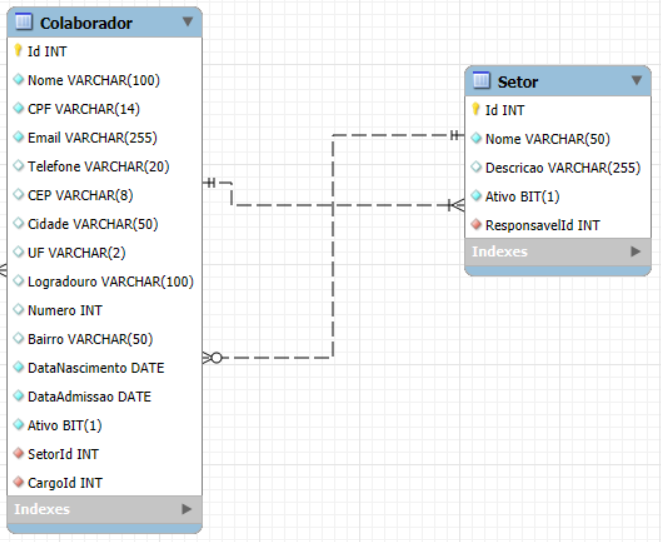 Colaborador
Id INT
Nome VARCHAR(100)
CPF VARCHAR(14)
Email VARCHAR(255)
Telefone VARCHAR(20)
CEP VARCHAR(8)
Cidade VARCHAR(50)
UF VARCHAR(2)
Logradouro VARCHAR(100)
Numero INT
Bairro VARCHAR(50)
DataNascimento DATE
DataAdmissao DATE
Ativo BIT(1)
SetorId INT
CargoId INT
Indexes
Setor
Id INT
Nome VARCHAR(50)
Descricao VARCHAR(255)
Ativo BIT(1)
ResponsavelId INT
Indexes